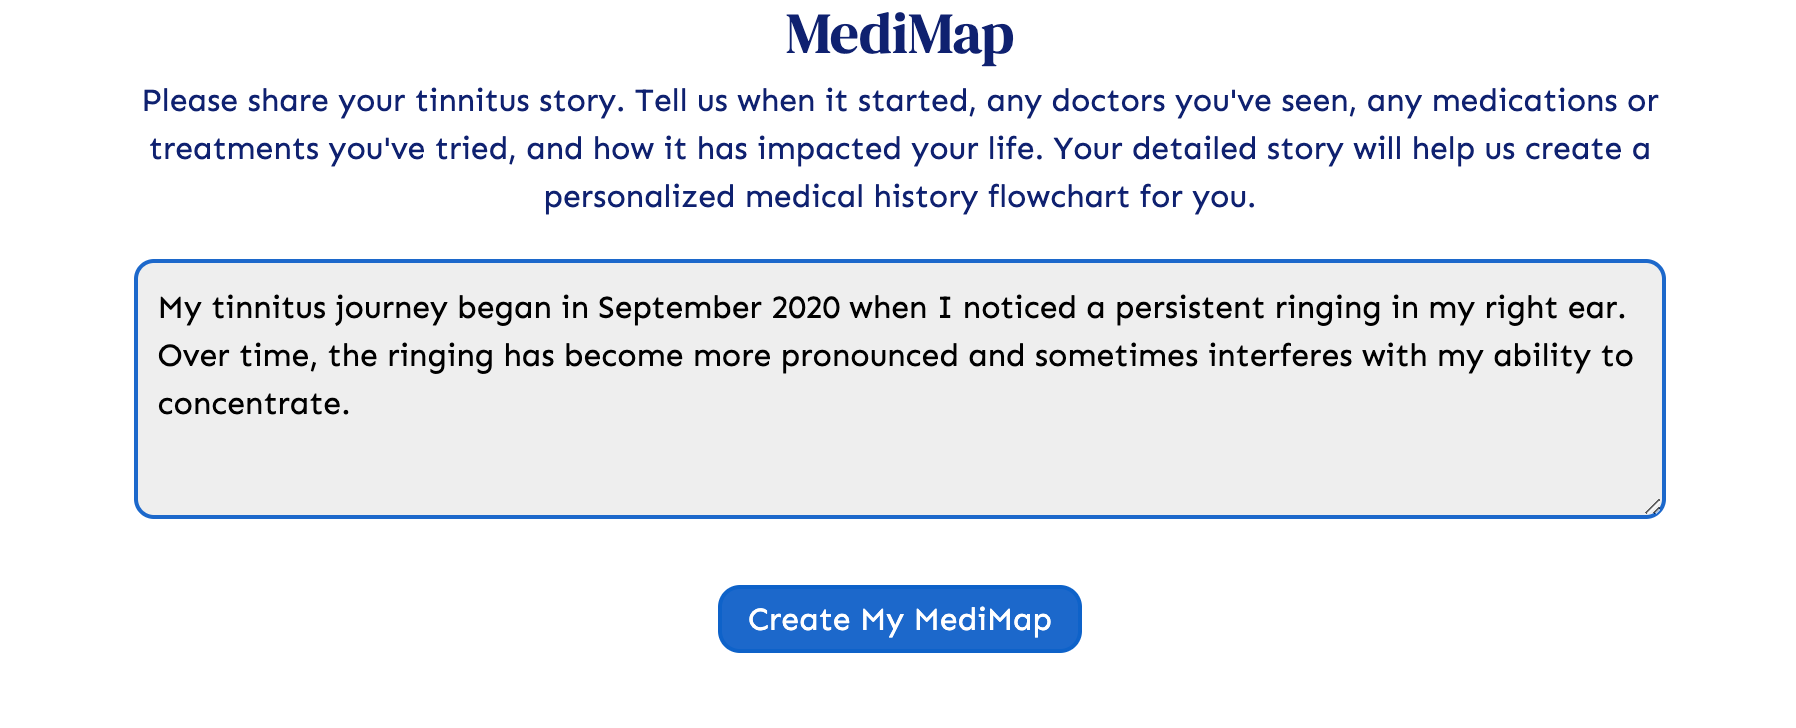 MediMap
Please share your tinnitus story. Tell us when it started, any doctors you've seen, any medications or
treatments you've tried, and how it has impacted your life. Your detailed story will help us create a
personalized medical history flowchart for you.
My tinnitus journey began in September 2020 when I noticed a persistent ringing in my right ear.
Over time, the ringing has become more pronounced and sometimes interferes with my ability to
concentrate.
Create My MediMap